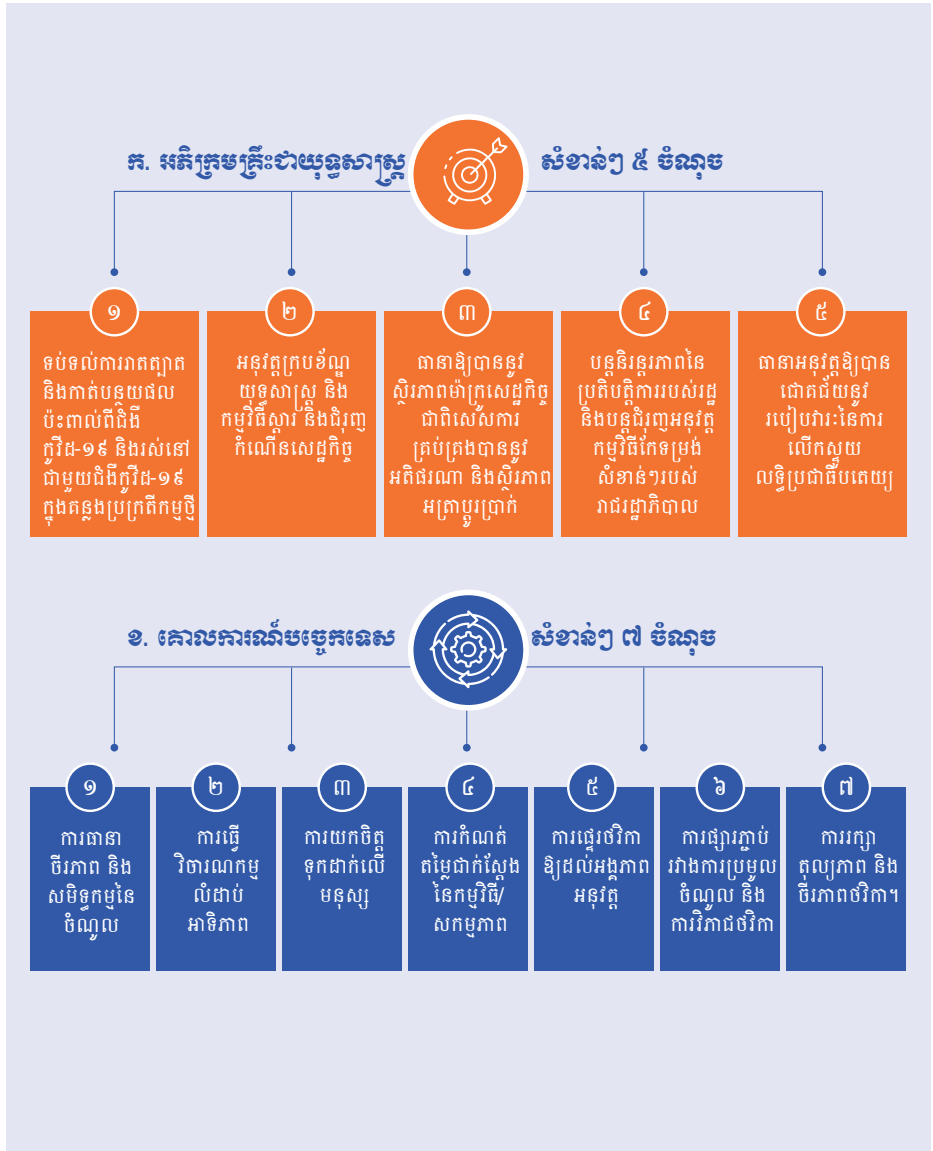 ក. អភិក្រមគ្រឹះជាយុទ្ធសាស្ត្រ សំខាន់ៗ ៥ ចំណុច
១
ទប់ទល់ការរាតត្បាត
និងកាត់បន្ថយផល
ប៉ះពាល់ពីជំងឺ
កូវីដ-១៩ និងរស់នៅ
ជាមួយជំងឺកូវីដ-១៩
ក្នុងគន្លងប្រក្រតីកម្មថ្មី
២
អនុវត្តក្របខ័ណ្ឌ
យុទ្ធសាស្ត្រ និង
កម្មវិធីស្តារ និងជំរុញ
កំណើនសេដ្ឋកិច្ច
៣
ធានាឱ្យបាននូវ
ស្ថិរភាពម៉ាក្រូសេដ្ឋកិច្ច
ជាពិសេសការ
គ្រប់គ្រងបាននូវ
អតិផរណា និងស្ថិរភាព
អត្រាប្តូរប្រាក់
៤
បន្តនិរន្តរភាពនៃ
ប្រតិបត្តិការរបស់រដ្ឋ
និងបន្តជំរុញអនុវត្ត
កម្មវិធីកែទម្រង់
សំខាន់ៗរបស់
រាជរដ្ឋាភិបាល
៥
ធានាអនុវត្តឱ្យបាន
ជោគជ័យនូវ
របៀបវារៈនៃការ
លើកស្ទួយ
លទ្ធិប្រជាធិបតេយ្យ
ខ. គោលការណ៍បច្ចេកទេស សំខាន់ៗ ៧ ចំណុច
១
ការធានា
ចីរភាព និង
សមិទ្ធកម្មនៃ
ចំណូល
២
ការធ្វើ
វិចារណកម្ម
លំដាប់
អាទិភាព
៣
ការយកចិត្ត
ទុកដាក់លើ
មនុស្ស
៤
ការកំណត់
តម្លៃជាក់ស្តែង
នៃកម្មវិធី/
សកម្មភាព
៥
ការផ្ទេរថវិកា
ឱ្យដល់អង្គភាព
អនុវត្ត
៦
ការផ្សារភ្ជាប់
រវាងការប្រមូល
ចំណូល និង
ការវិភាជថវិកា
៧
ការរក្សា
តុល្យភាព និង
ចីរភាពថវិកា។